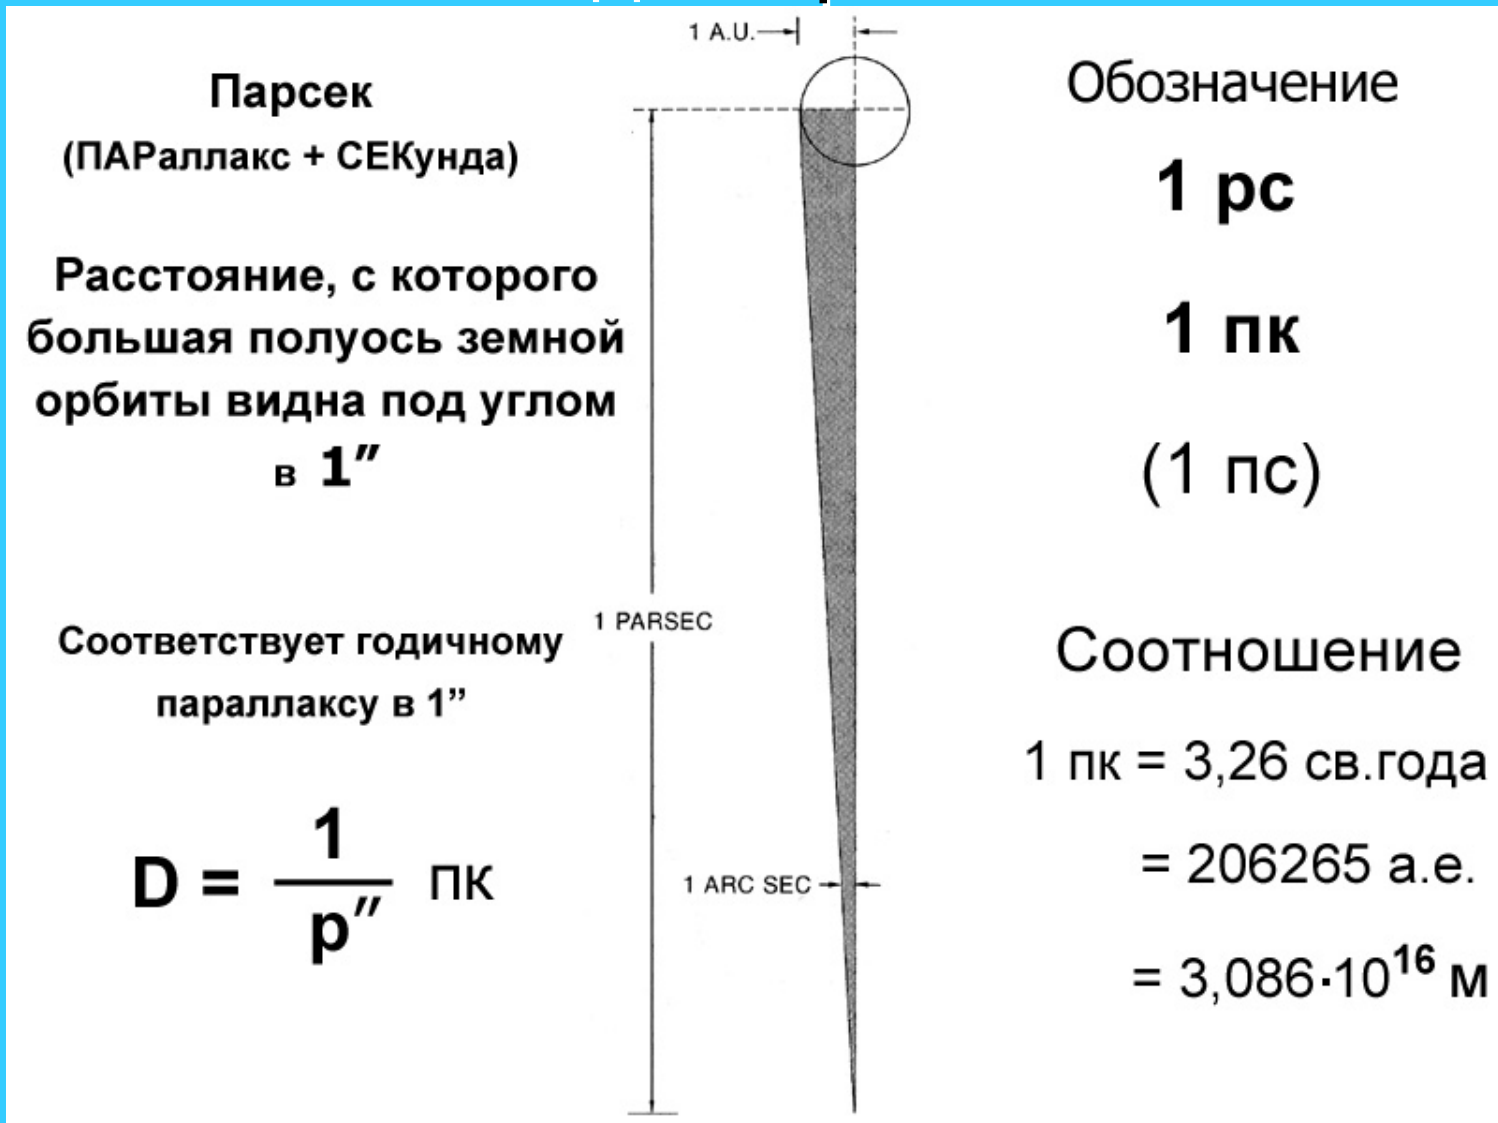 Парсек
(ПАРаллакс + СЕКунда)
Расстояние, с которого
большая полуось земной
орбиты видна под углом
в 1″
Соответствует годичному
параллаксу в 1”
D = 1 / p″ пк
1 A.U.
1 PARSEC
1 ARC SEC
Обозначение
1 рс
1 пк
(1 пс)
Соотношение
1 пк = 3,26 св.года
= 206265 а.е.
= 3,086·10¹⁶ м